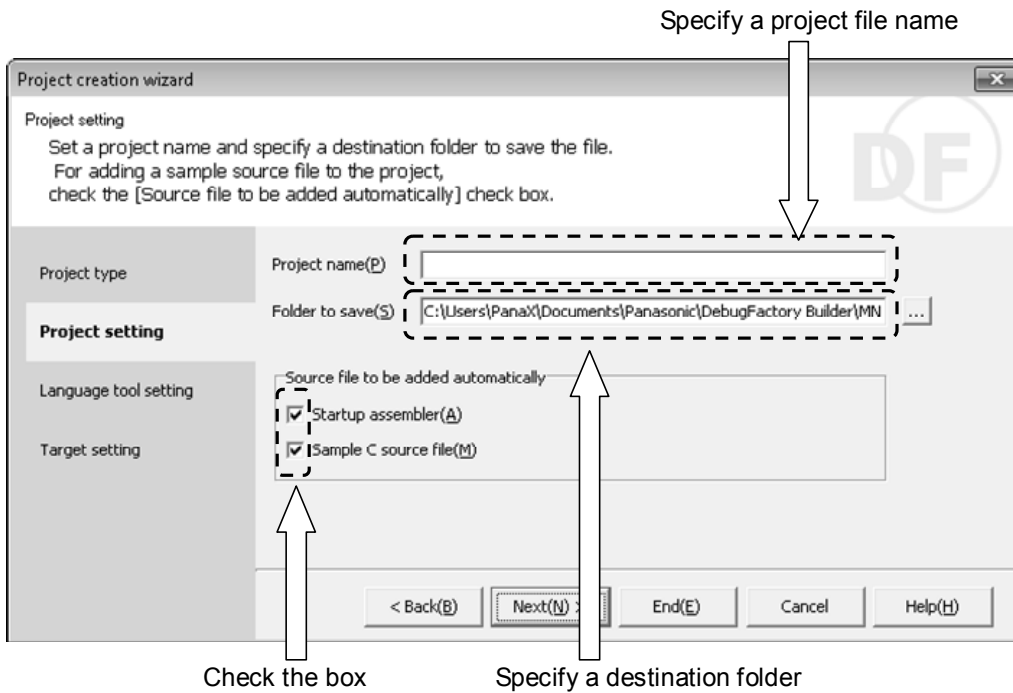 Specify a project file name
Project creation wizard
Project setting
Set a project name and specify a destination folder to save the file.
For adding a sample source file to the project,
check the [Source file to be added automatically] check box.
DF
Project type
Project setting
Language tool setting
Target setting
Project name(P)
Folder to save(S) C:\Users\PanaX\Documents\Panasonic\DebugFactory Builder\MN ...
Source file to be added automatically
Startup assembler(A)
Sample C source file(M)
< Back(B) Next(N) > End(E) Cancel Help(H)
Check the box Specify a destination folder